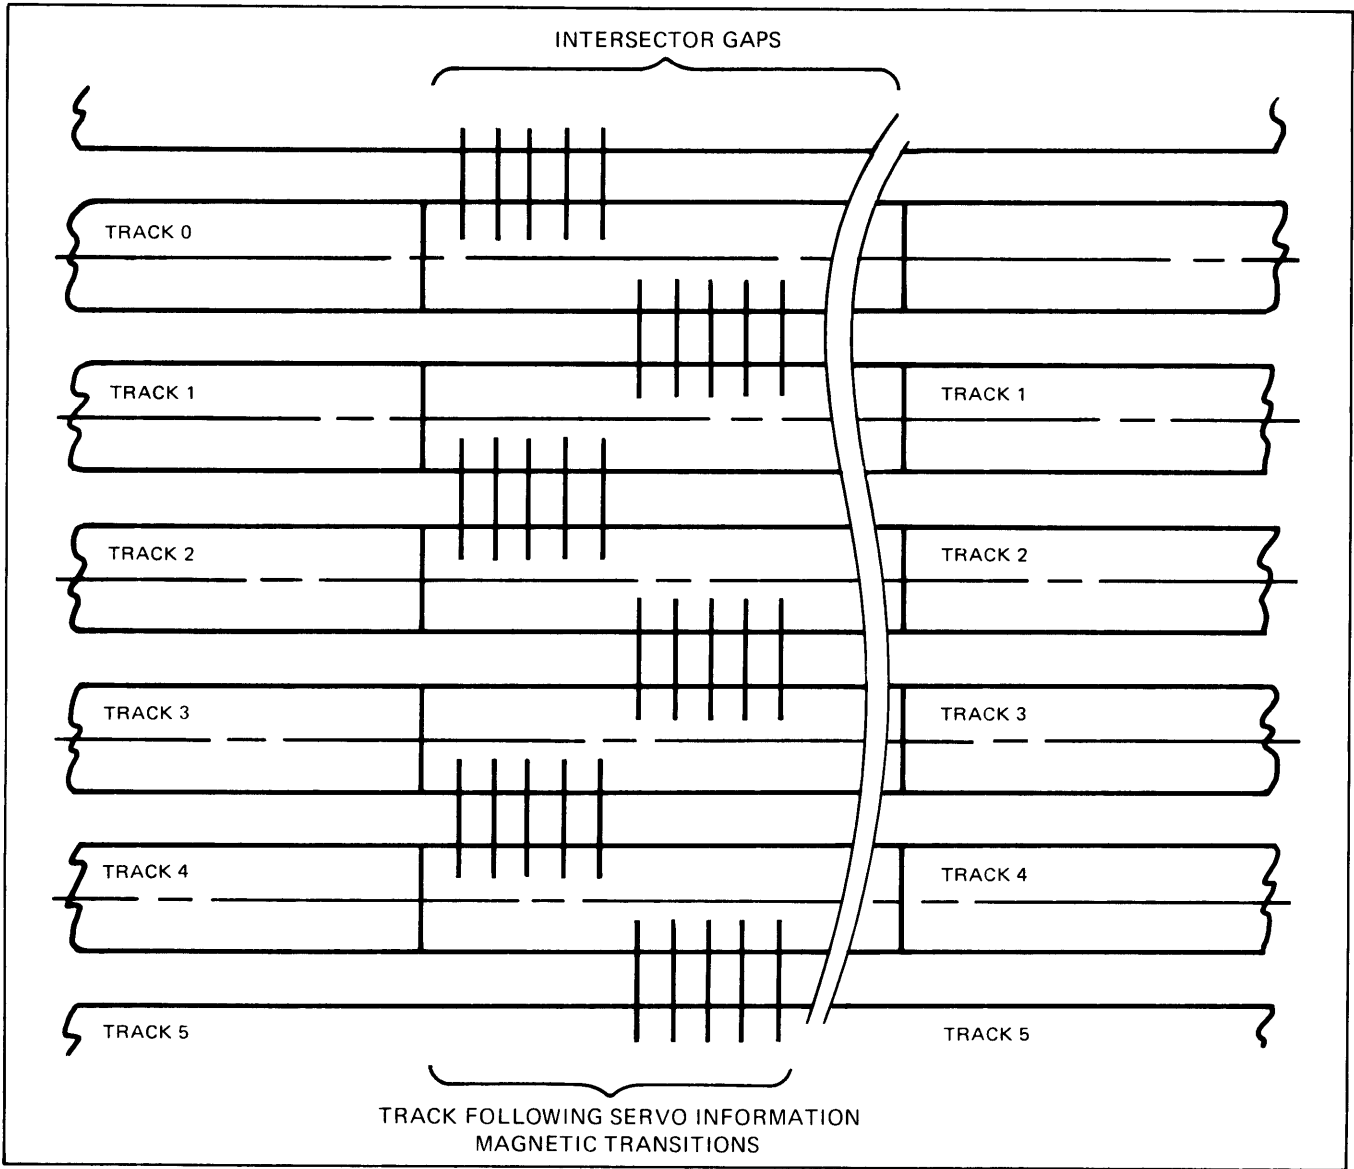 INTERSECTOR GAPS
TRACK 0
TRACK 1
TRACK 1
TRACK 2
TRACK 2
TRACK 3
TRACK 3
TRACK 4
TRACK 4
TRACK 5
TRACK 5
TRACK FOLLOWING SERVO INFORMATION
MAGNETIC TRANSITIONS